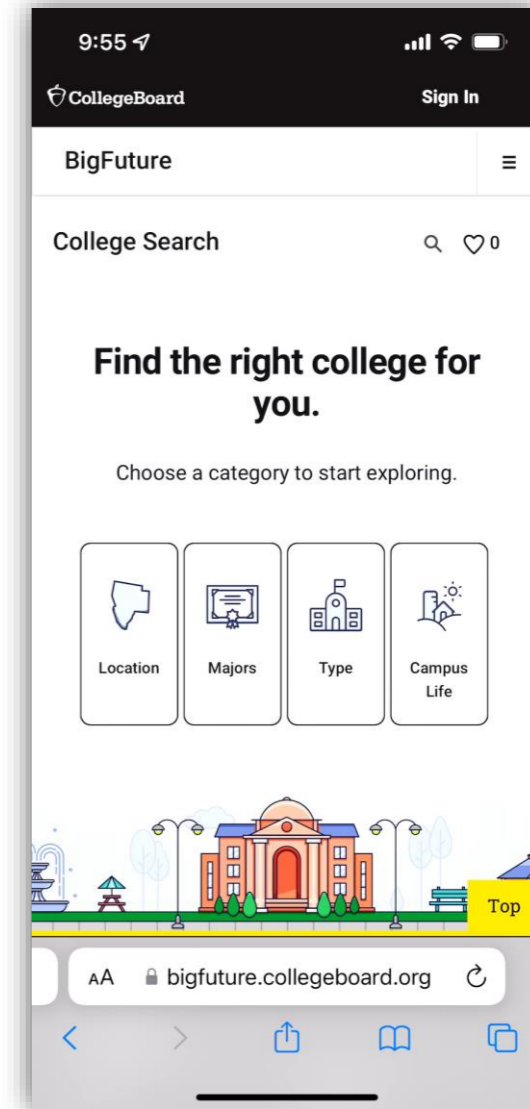 9:55
CollegeBoard
Sign In
BigFuture
College Search
0
Find the right college for
you.
Choose a category to start exploring.
Location
Majors
Type
Campus
Life
Top
AA
bigfuture.collegeboard.org